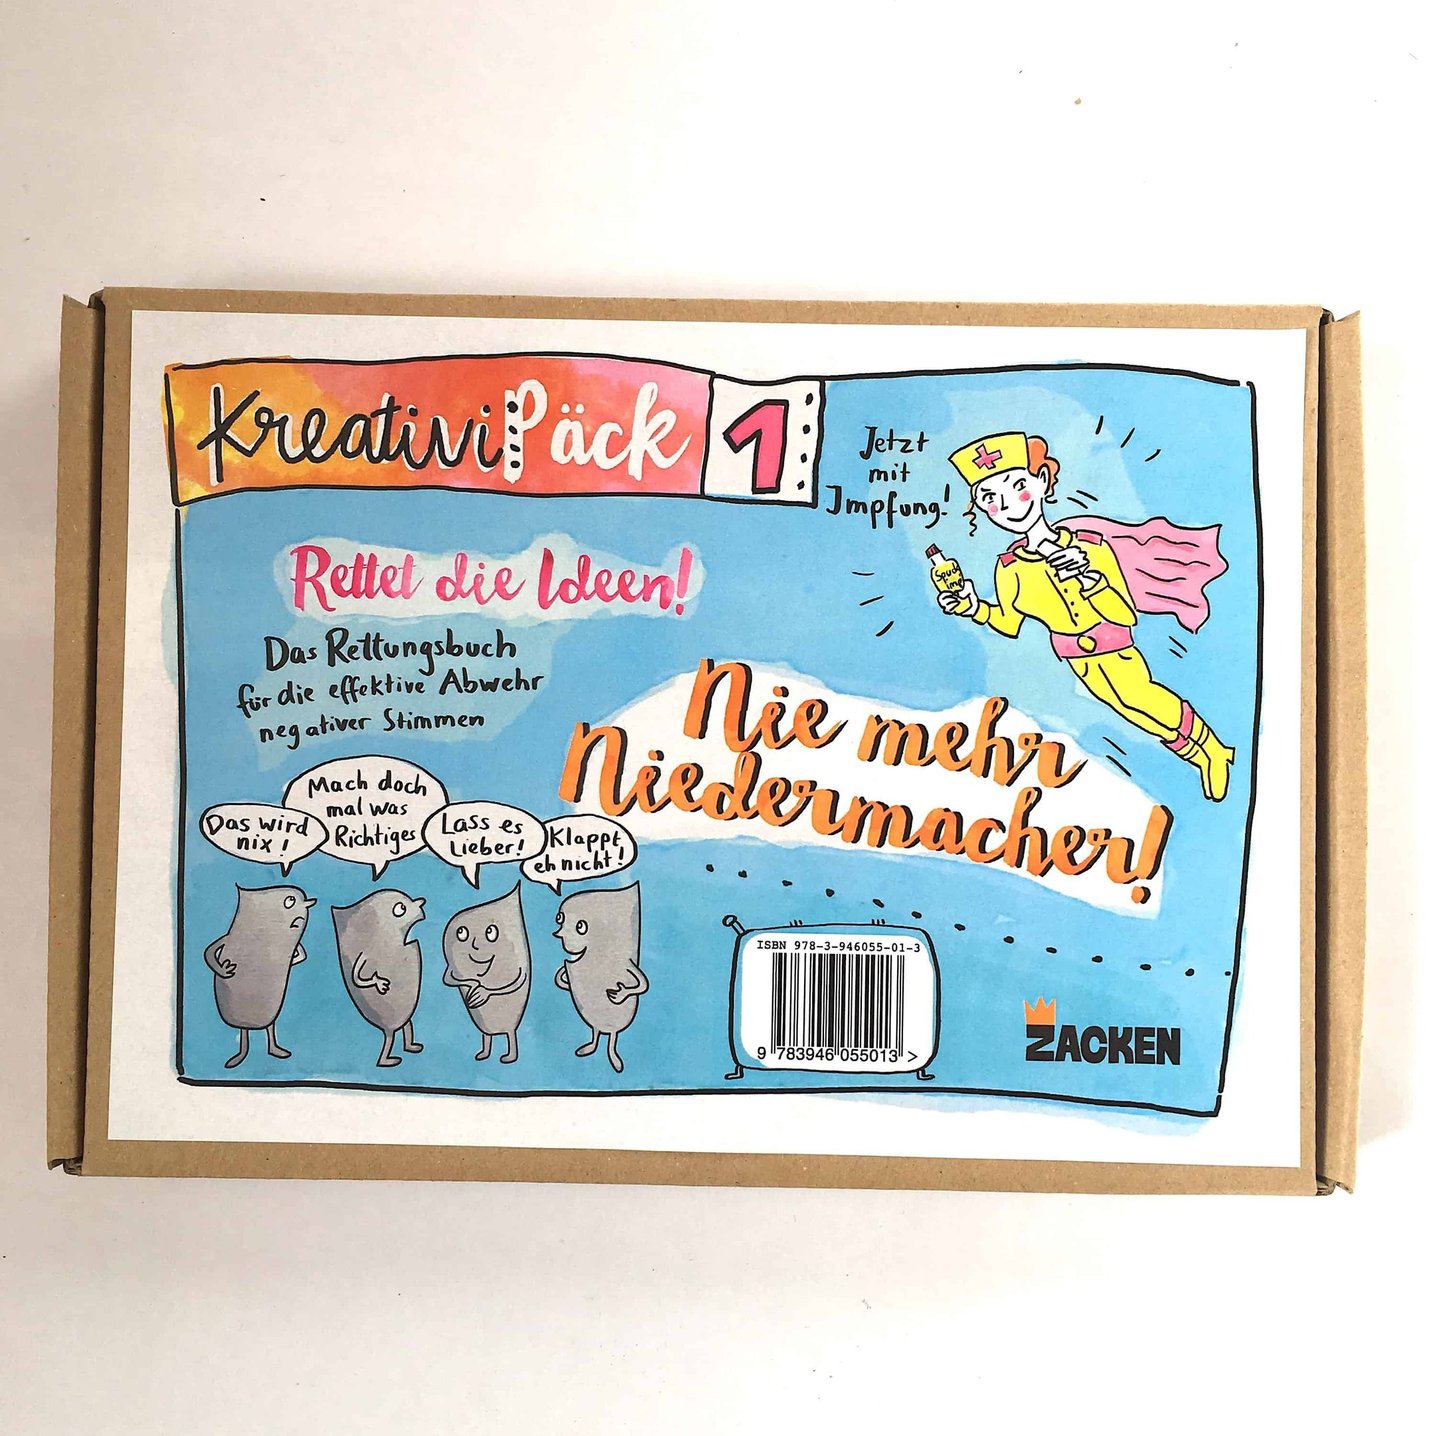 KreativiPäck 1
Jetzt
mit
Impfung!
Rettet die Ideen!
Das Rettungsbuch
für die effektive Abwehr
negativer Stimmen
Nie mehr
Niedermacher!
Das wird
nix!
Mach doch
mal was
Richtiges
Lass es
Lieber!
Klappt
eh nicht!
ISBN 978-3-946055-01-3
9 783946 055013 >
ZACKEN